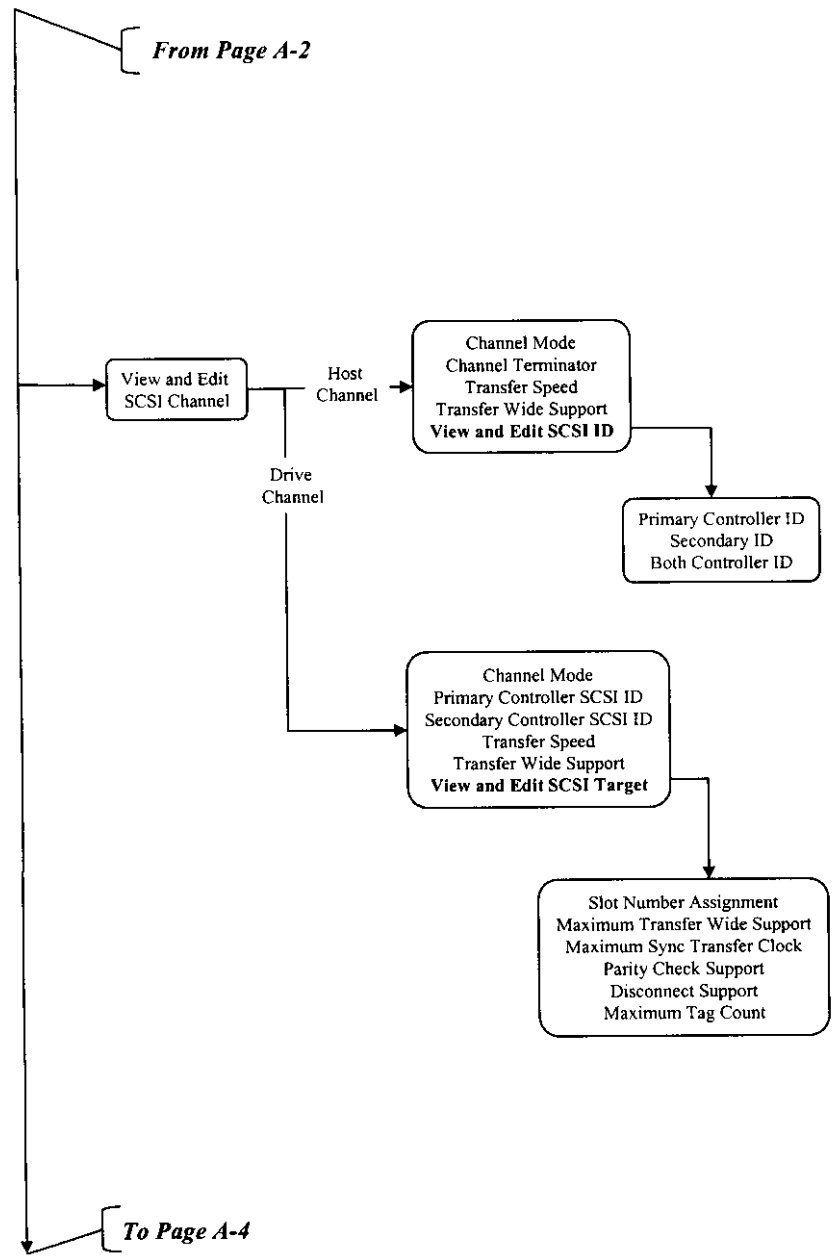 From Page A-2
View and Edit
SCSI Channel
Host
Channel
Channel Mode
Channel Terminator
Transfer Speed
Transfer Wide Support
View and Edit SCSI ID
Primary Controller ID
Secondary ID
Both Controller ID
Drive
Channel
Channel Mode
Primary Controller SCSI ID
Secondary Controller SCSI ID
Transfer Speed
Transfer Wide Support
View and Edit SCSI Target
Slot Number Assignment
Maximum Transfer Wide Support
Maximum Sync Transfer Clock
Parity Check Support
Disconnect Support
Maximum Tag Count
To Page A-4